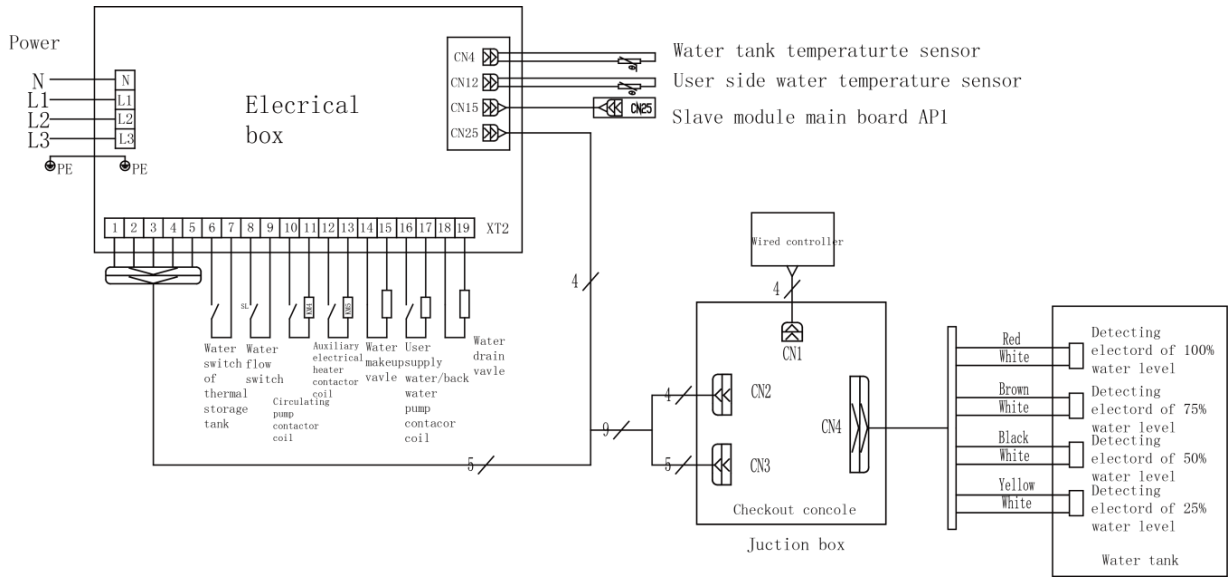 Power
N
L1
L2
L3
PE
PE
N
L1
L2
L3
Elecrical
box
CN4
CN12
CN15
CN25
CN25
Water tank temperaturte sensor
User side water temperature sensor
Slave module main board AP1
1 2 3 4 5 6 7 8 9 10 11 12 13 14 15 16 17 18 19
XT2
SL
KM4
KM5
Water
switch
of
thermal
storage
tank
Water
flow
switch
Circulating
pump
contactor
coil
Auxiliary
electrical
heater
contactor
coil
Water
makeup
vavle
User
supply
water/back
water
pump
contacor
coil
Water
drain
vavle
4
5
9
4
5
Wired controller
4
CN1
CN2
CN3
CN4
Checkout concole
Juction box
Red
White
Brown
White
Black
White
Yellow
White
Detecting
electord of 100%
water level
Detecting
electord of 75%
water level
Detecting
electord of 50%
water level
Detecting
electord of 25%
water level
Water tank